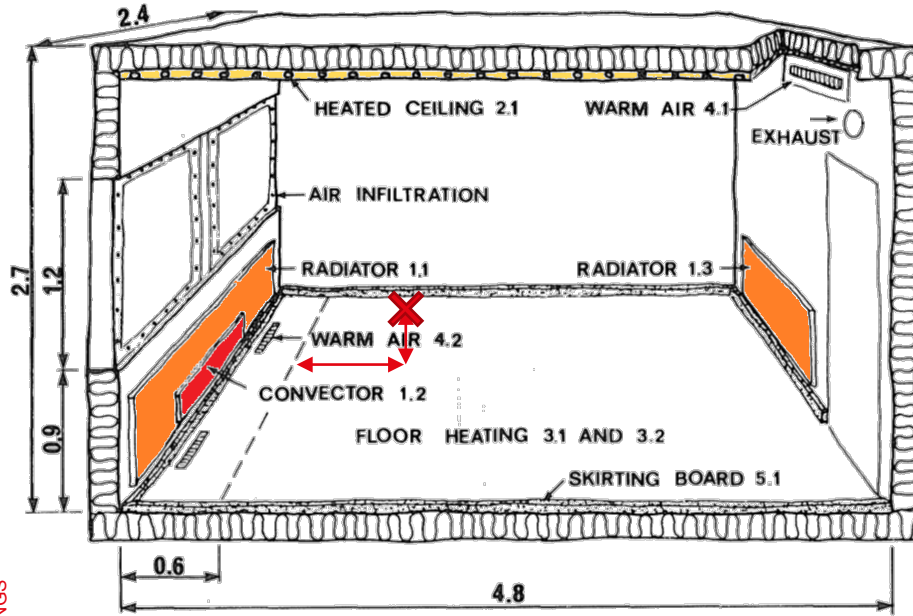 2.4
HEATED CEILING 2.1
WARM AIR 4.1
EXHAUST
AIR INFILTRATION
2.7
1.2
RADIATOR 1.1
RADIATOR 1.3
WARM AIR 4.2
CONVECTOR 1.2
0.9
FLOOR HEATING 3.1 AND 3.2
SKIRTING BOARD 5.1
0.6
4.8
NGS